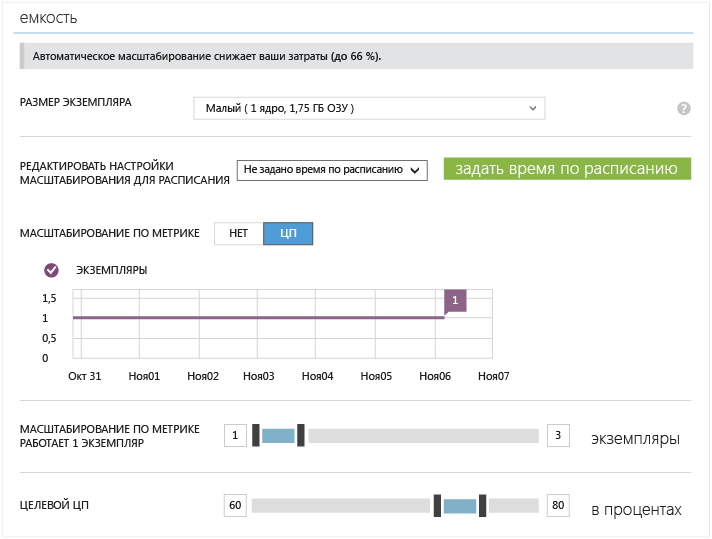 емкость
Автоматическое масштабирование снижает ваши затраты (до 66 %).
РАЗМЕР ЭКЗЕМПЛЯРА
Малый ( 1 ядро, 1,75 ГБ ОЗУ )
?
РЕДАКТИРОВАТЬ НАСТРОЙКИ
МАСШТАБИРОВАНИЯ ДЛЯ РАСПИСАНИЯ
Не задано время по расписанию
задать время по расписанию
МАСШТАБИРОВАНИЕ ПО МЕТРИКЕ
НЕТ
ЦП
ЭКЗЕМПЛЯРЫ
1,5
1
0,5
0
1
Окт 31
Ноя01
Ноя02
Ноя03
Ноя04
Ноя05
Ноя06
Ноя07
МАСШТАБИРОВАНИЕ ПО МЕТРИКЕ
РАБОТАЕТ 1 ЭКЗЕМПЛЯР
1
3
экземпляры
ЦЕЛЕВОЙ ЦП
60
80
в процентах